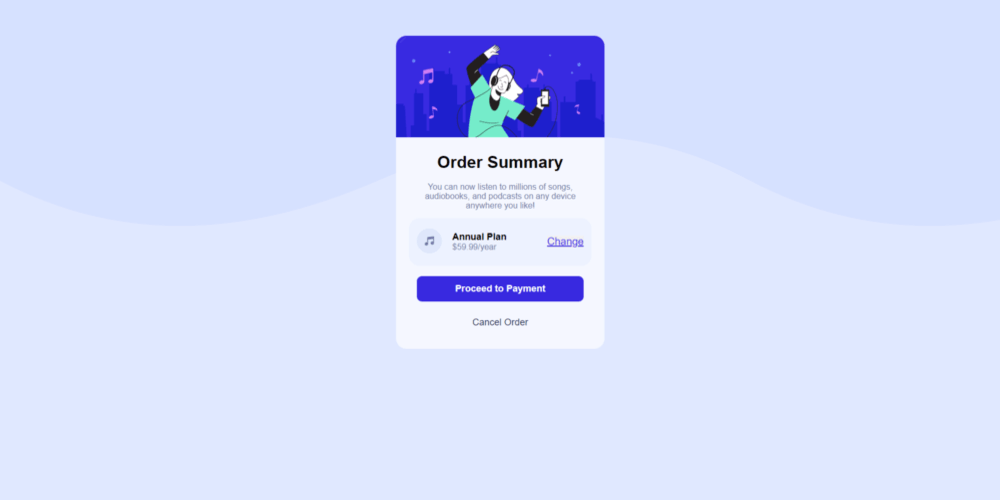 Order Summary
You can now listen to millions of songs,
audiobooks, and podcasts on any device
anywhere you like!
Annual Plan
$59.99/year
Change
Proceed to Payment
Cancel Order